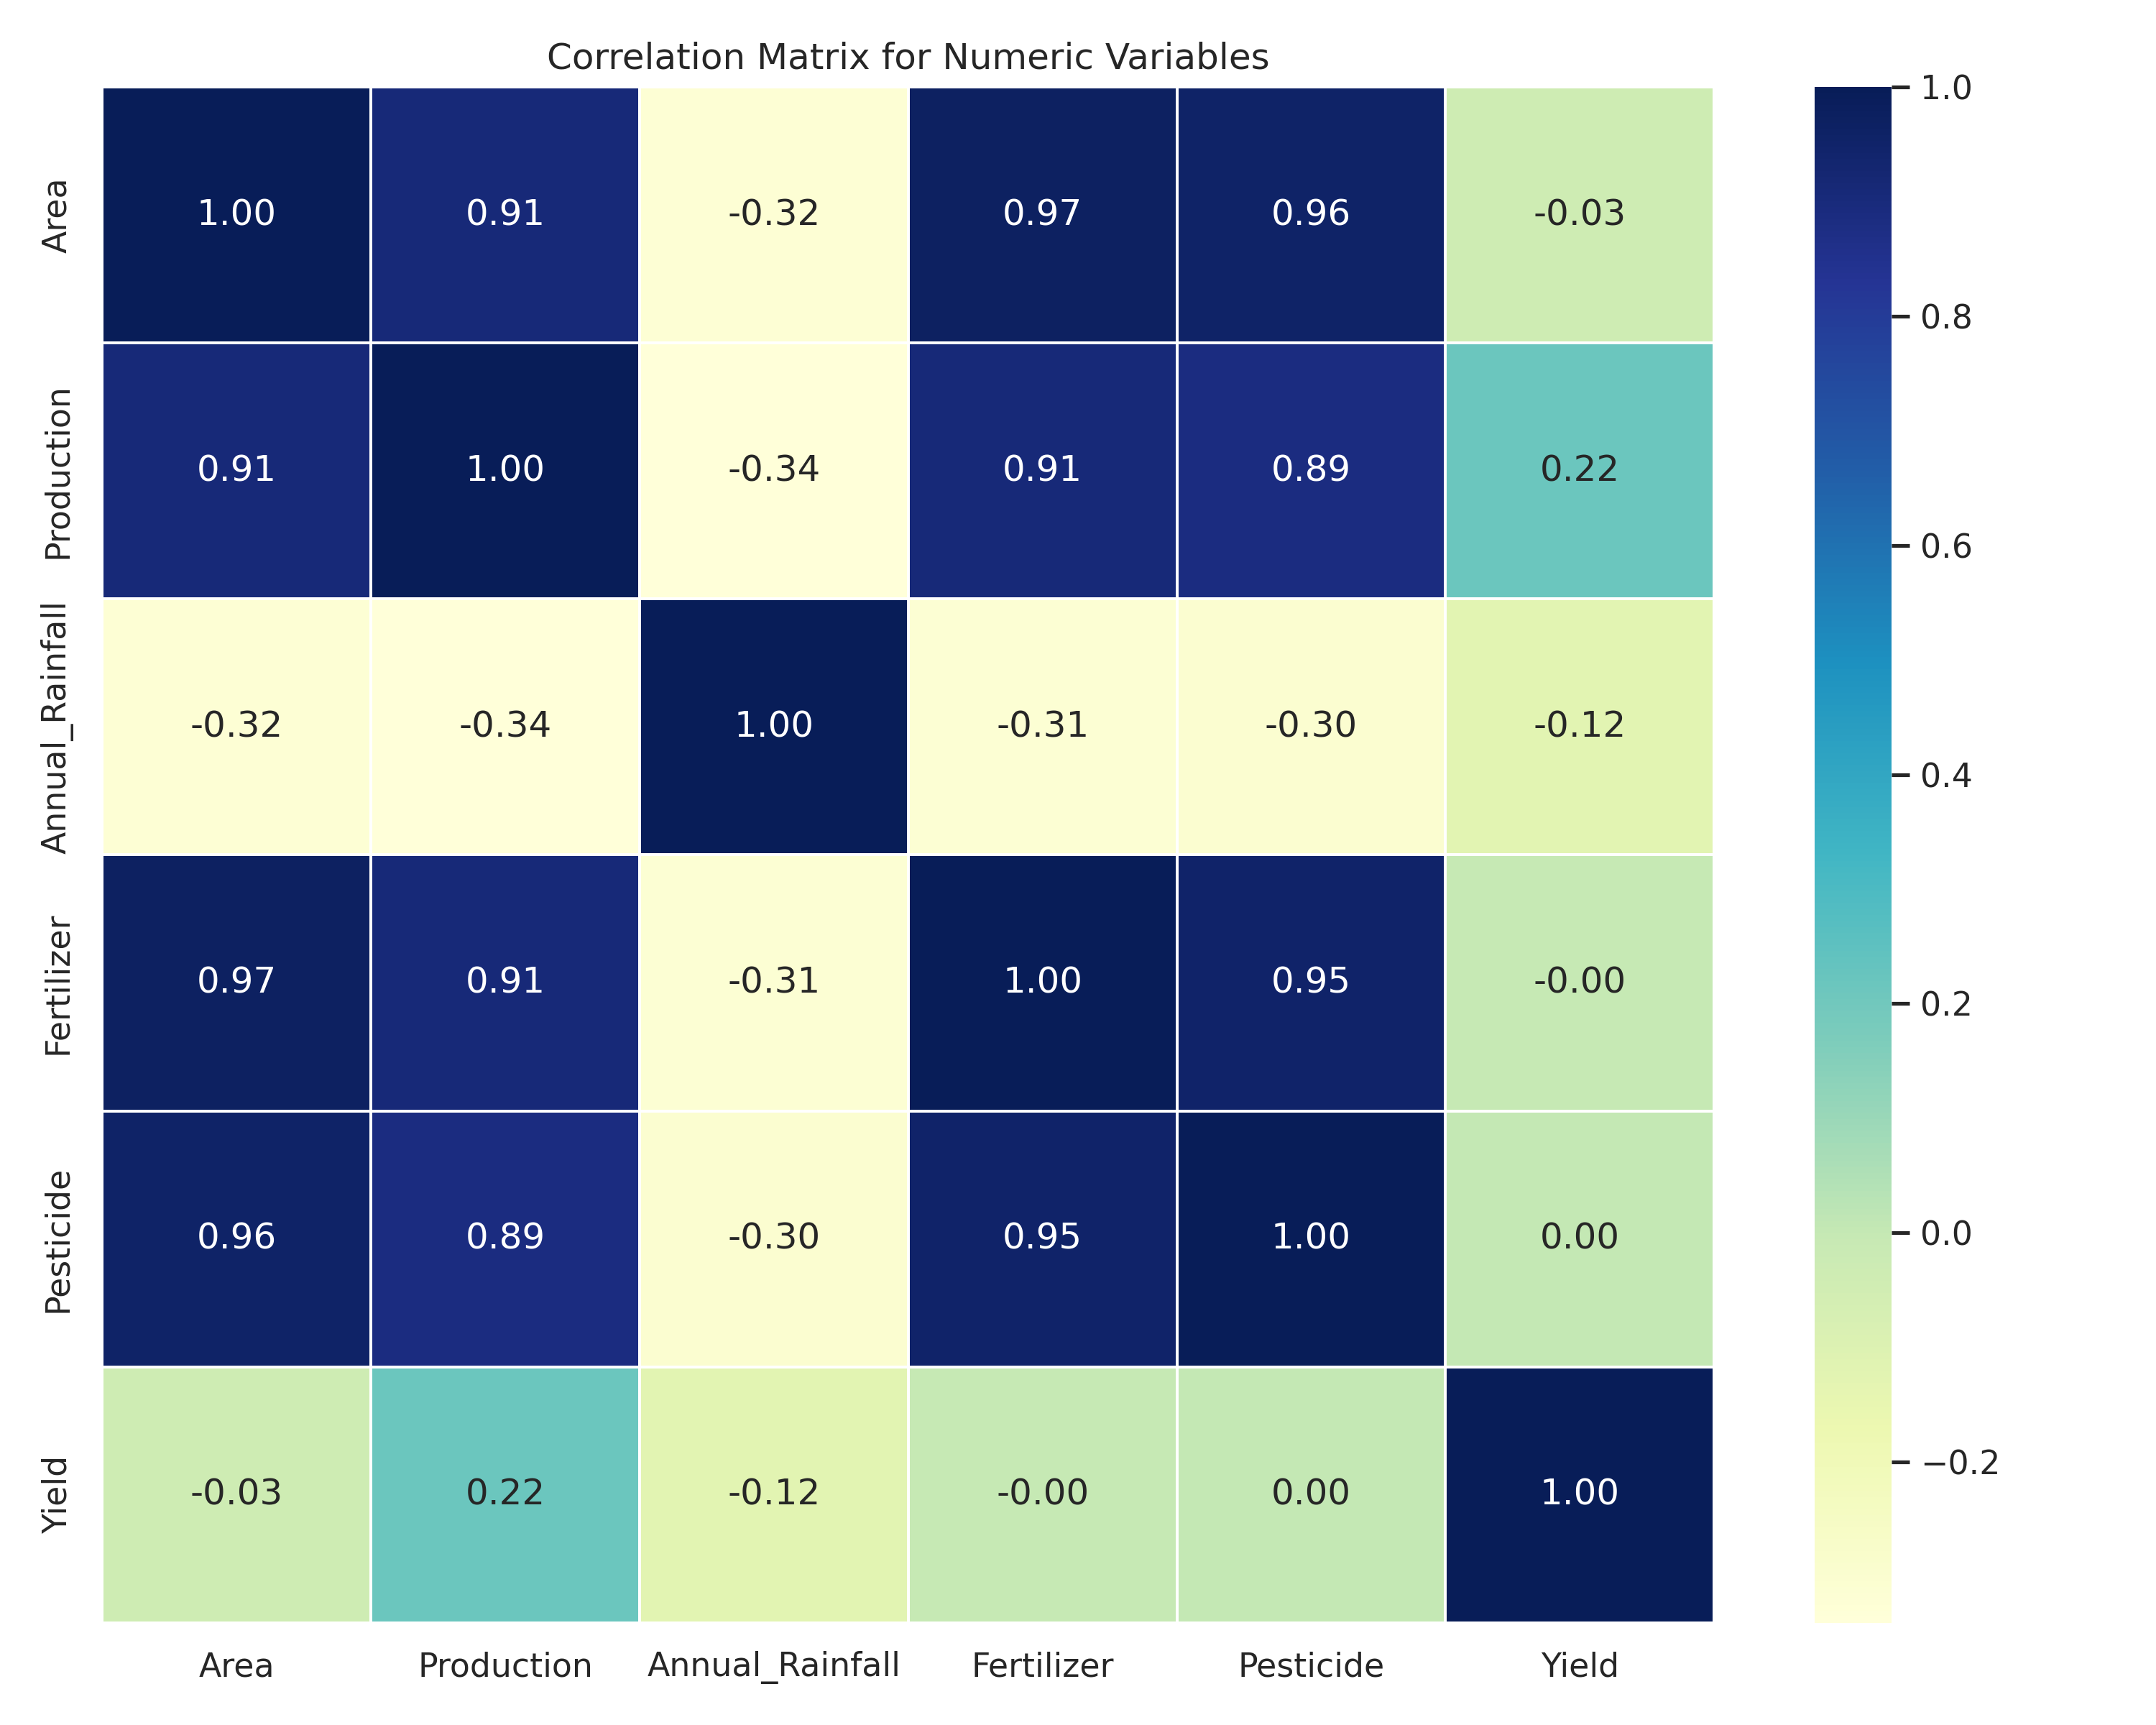 Correlation Matrix for Numeric Variables
Area 1.00 0.91 -0.32 0.97 0.96 -0.03
Production 0.91 1.00 -0.34 0.91 0.89 0.22
Annual_Rainfall -0.32 -0.34 1.00 -0.31 -0.30 -0.12
Fertilizer 0.97 0.91 -0.31 1.00 0.95 -0.00
Pesticide 0.96 0.89 -0.30 0.95 1.00 0.00
Yield -0.03 0.22 -0.12 -0.00 0.00 1.00
Area Production Annual_Rainfall Fertilizer Pesticide Yield
1.0
0.8
0.6
0.4
0.2
0.0
−0.2